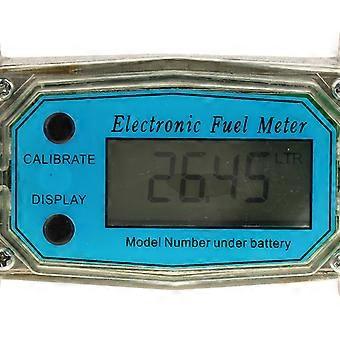 Electronic Fuel Meter
CALIBRATE
26.45 LTR
DISPLAY
Model Number under battery